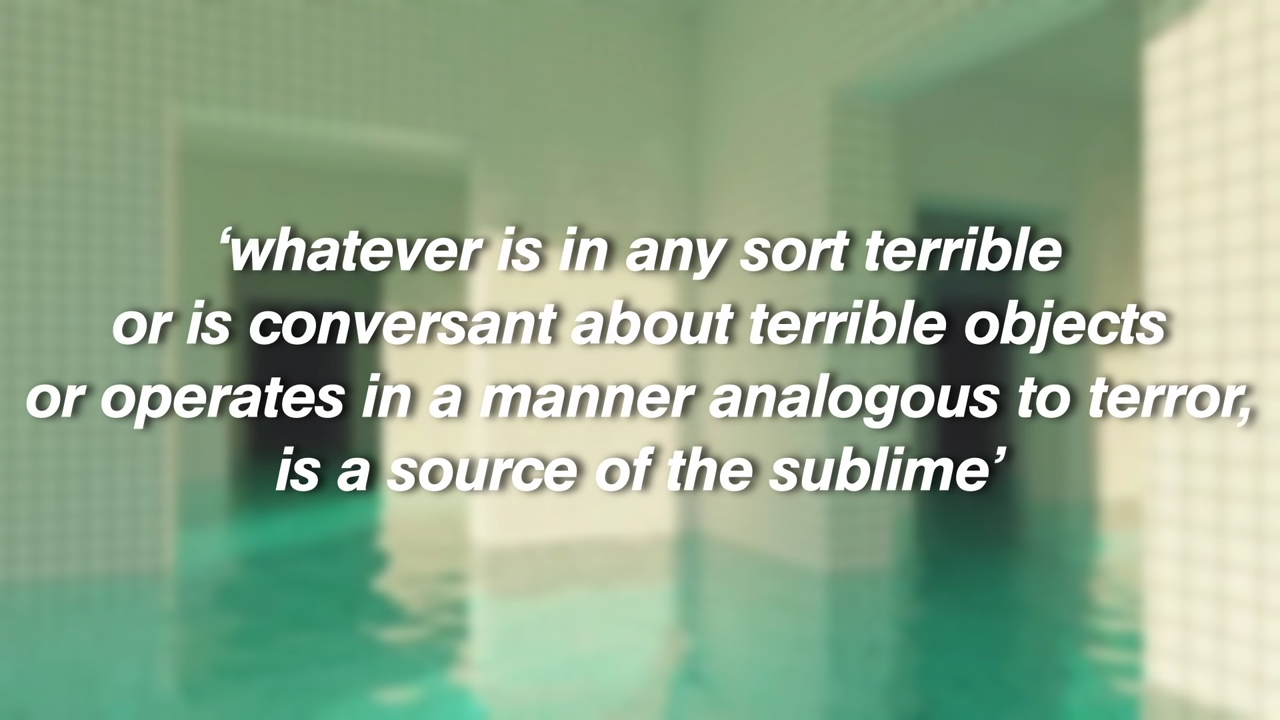 ‘whatever is in any sort terrible
or is conversant about terrible objects
or operates in a manner analogous to terror,
is a source of the sublime’